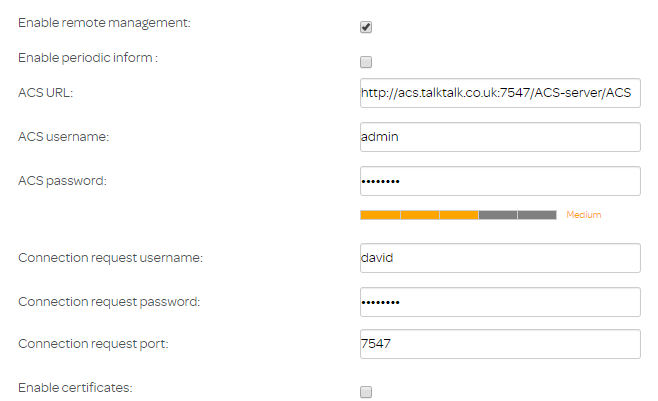 Enable remote management:
Enable periodic inform :
ACS URL: http://acs.talktalk.co.uk:7547/ACS-server/ACS
ACS username: admin
ACS password: ••••••••
Medium
Connection request username: david
Connection request password: ••••••••
Connection request port: 7547
Enable certificates: